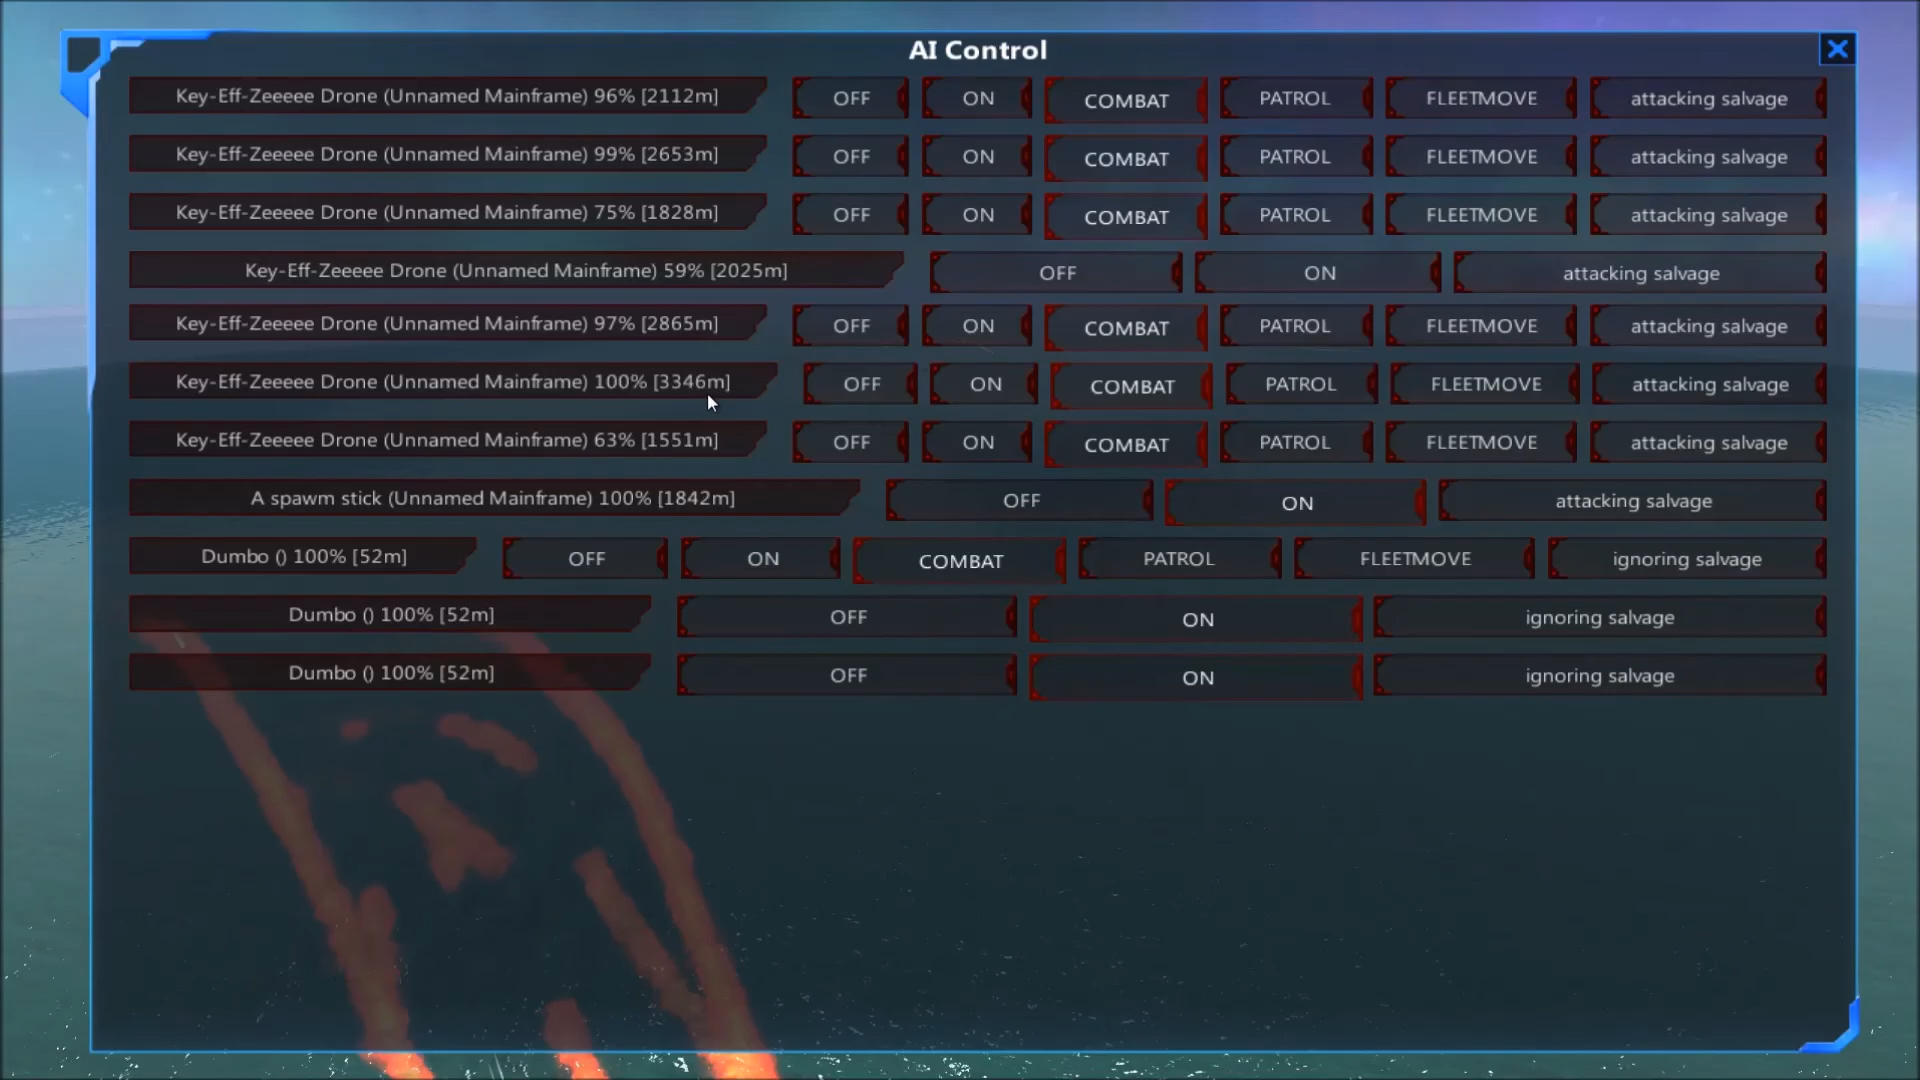 AI Control
Key-Eff-Zeeeee Drone (Unnamed Mainframe) 96% [2112m] OFF ON COMBAT PATROL FLEETMOVE attacking salvage
Key-Eff-Zeeeee Drone (Unnamed Mainframe) 99% [2653m] OFF ON COMBAT PATROL FLEETMOVE attacking salvage
Key-Eff-Zeeeee Drone (Unnamed Mainframe) 75% [1828m] OFF ON COMBAT PATROL FLEETMOVE attacking salvage
Key-Eff-Zeeeee Drone (Unnamed Mainframe) 59% [2025m] OFF ON attacking salvage
Key-Eff-Zeeeee Drone (Unnamed Mainframe) 97% [2865m] OFF ON COMBAT PATROL FLEETMOVE attacking salvage
Key-Eff-Zeeeee Drone (Unnamed Mainframe) 100% [3346m] OFF ON COMBAT PATROL FLEETMOVE attacking salvage
Key-Eff-Zeeeee Drone (Unnamed Mainframe) 63% [1551m] OFF ON COMBAT PATROL FLEETMOVE attacking salvage
A spawm stick (Unnamed Mainframe) 100% [1842m] OFF ON attacking salvage
Dumbo () 100% [52m] OFF ON COMBAT PATROL FLEETMOVE ignoring salvage
Dumbo () 100% [52m] OFF ON ignoring salvage
Dumbo () 100% [52m] OFF ON ignoring salvage